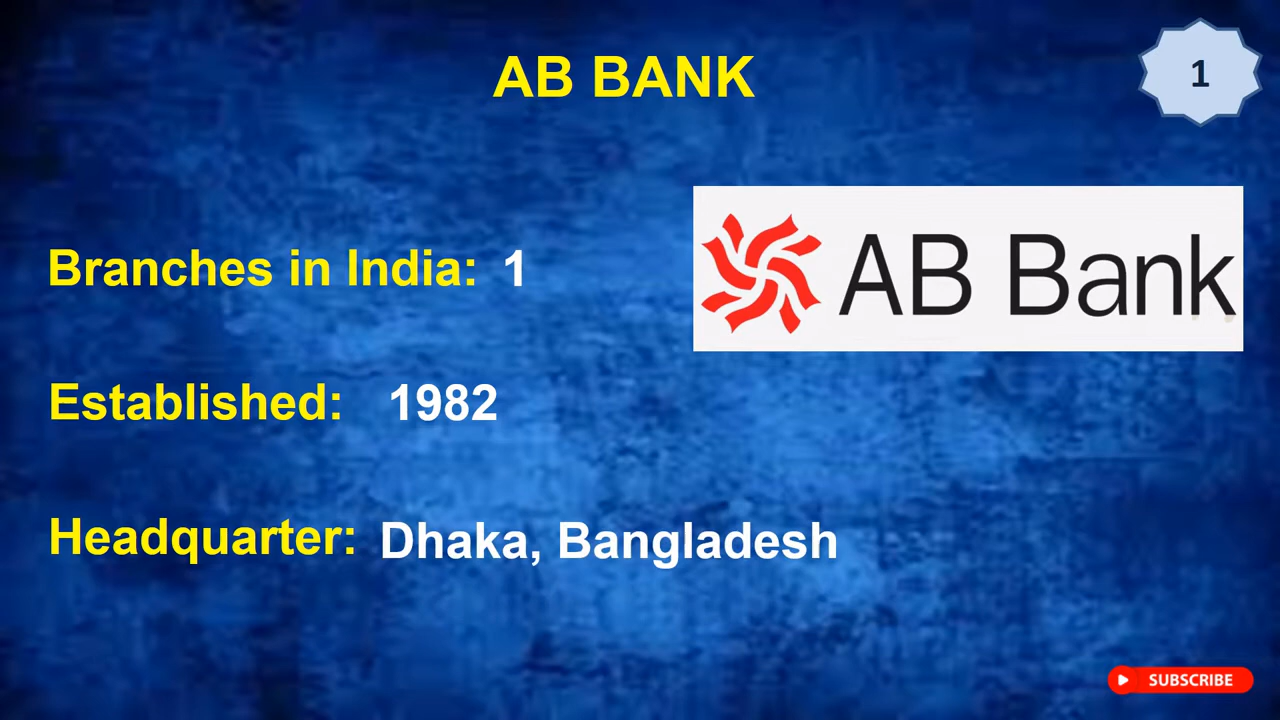 AB BANK
1
AB Bank
Branches in India: 1
Established: 1982
Headquarter: Dhaka, Bangladesh
SUBSCRIBE